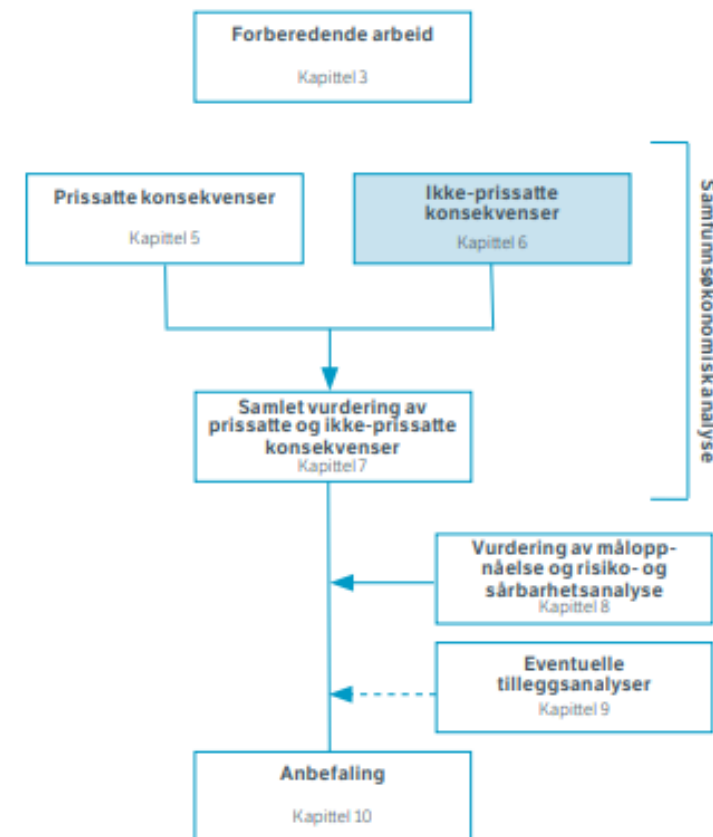 Forberedende arbeid
Kapittel 3
Prissatte konsekvenser
Kapittel 5
Ikke-prissatte
konsekvenser
Kapittel 6
Samfunnsøkonomisk analyse
Samlet vurdering av
prissatte og ikke-prissatte
konsekvenser
Kapittel 7
Vurdering av målopp-
nåelse og risiko- og
sårbarhetsanalyse
Kapittel 8
Eventuelle
tilleggsanalyser
Kapittel 9
Anbefaling
Kapittel 10